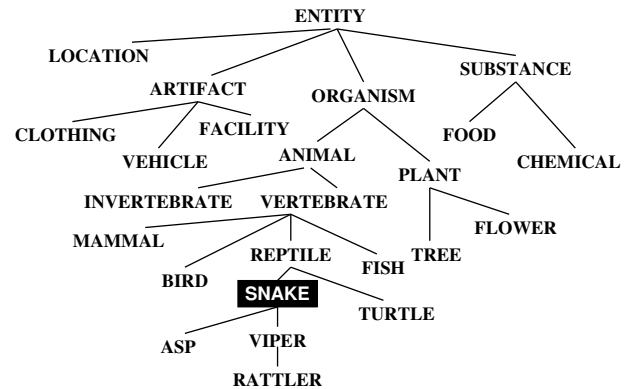 ENTITY
LOCATION
SUBSTANCE
ARTIFACT
ORGANISM
CLOTHING
FACILITY
FOOD
VEHICLE
ANIMAL
CHEMICAL
PLANT
INVERTEBRATE
VERTEBRATE
FLOWER
MAMMAL
REPTILE
TREE
BIRD
FISH
SNAKE
TURTLE
ASP
VIPER
RATTLER